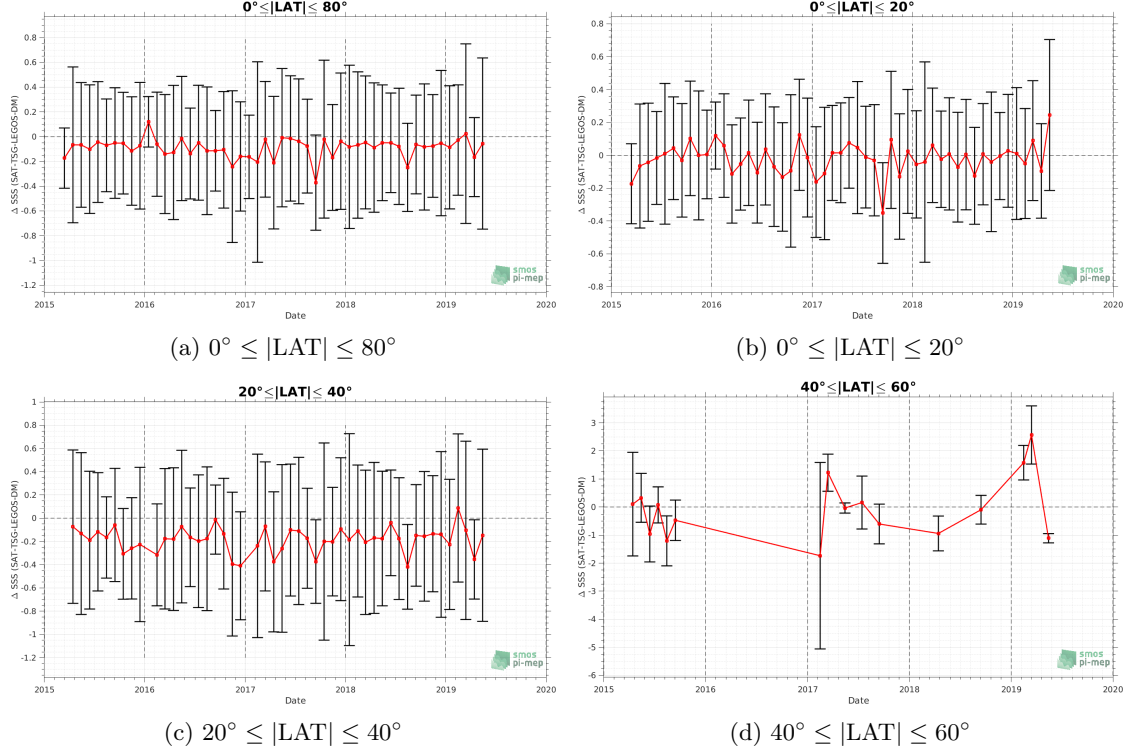 0°≤|LAT|≤ 80°
Δ SSS (SAT-TSG-LEGOS-DM)
0.8
0.6
0.4
0.2
0
-0.2
-0.4
-0.6
-0.8
-1
-1.2
2015 2016 2017 2018 2019 2020
Date
smos
pi-mep
(a) 0° ≤ |LAT| ≤ 80°
0°≤|LAT|≤ 20°
Δ SSS (SAT-TSG-LEGOS-DM)
0.8
0.6
0.4
0.2
0
-0.2
-0.4
-0.6
-0.8
2015 2016 2017 2018 2019 2020
Date
smos
pi-mep
(b) 0° ≤ |LAT| ≤ 20°
20°≤|LAT|≤ 40°
Δ SSS (SAT-TSG-LEGOS-DM)
1
0.8
0.6
0.4
0.2
0
-0.2
-0.4
-0.6
-0.8
-1
-1.2
2015 2016 2017 2018 2019 2020
Date
smos
pi-mep
(c) 20° ≤ |LAT| ≤ 40°
40°≤|LAT|≤ 60°
Δ SSS (SAT-TSG-LEGOS-DM)
3
2
1
0
-1
-2
-3
-4
-5
-6
2015 2016 2017 2018 2019 2020
Date
smos
pi-mep
(d) 40° ≤ |LAT| ≤ 60°